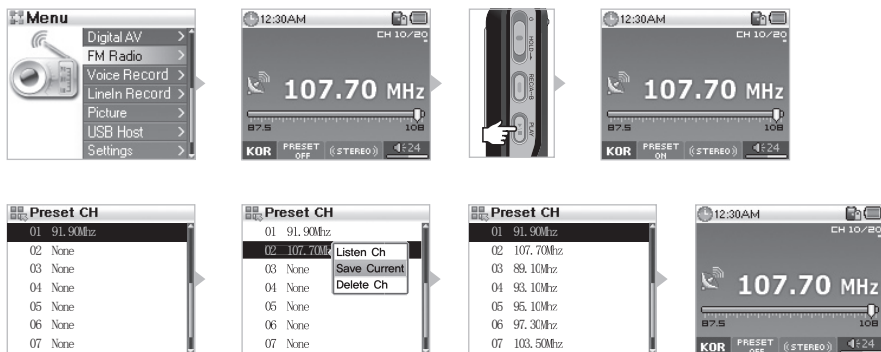 Menu
Digital AV >
FM Radio >
Voice Record >
LineIn Record >
Picture >
USB Host >
Settings >
12:30AM
CH 10/20
107.70 MHz
87.5 108
KOR PRESET OFF ((STEREO)) 24
HOLD
REC/A-B
PLAY
12:30AM
CH 10/20
107.70 MHz
87.5 108
KOR PRESET ON ((STEREO)) 24
Preset CH
01 91.90Mhz
02 None
03 None
04 None
05 None
06 None
07 None
Preset CH
01 91.90Mhz
02 107.70M
03 None
04 None
05 None
06 None
07 None
Listen Ch
Save Current
Delete Ch
Preset CH
01 91.90Mhz
02 107.70Mhz
03 89.10Mhz
04 93.10Mhz
05 95.10Mhz
06 97.30Mhz
07 103.50Mhz
12:30AM
CH 10/20
107.70 MHz
87.5 108
KOR PRESET OFF ((STEREO)) 24